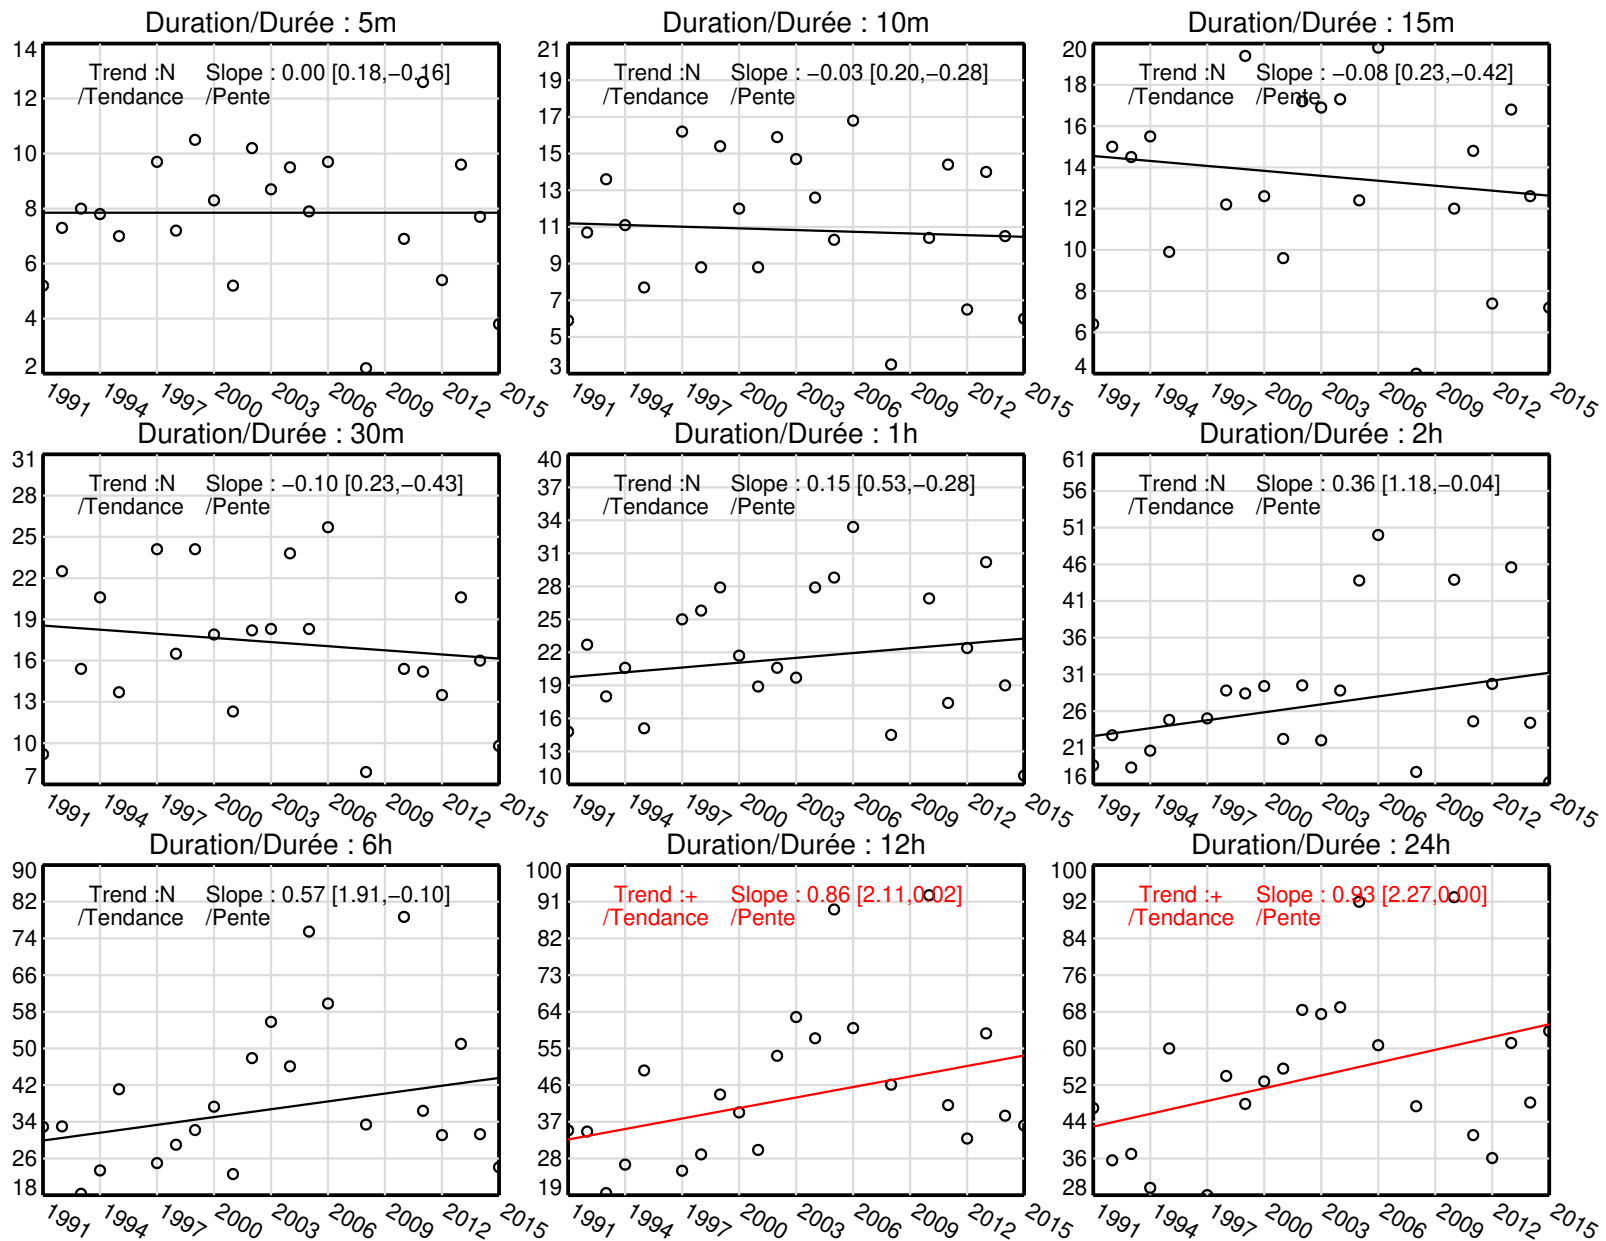 Duration/Durée : 5m
Trend :N Slope : 0.00 [0.18,−0.16]
/Tendance /Pente
14
12
10
8
6
4
2
1991 1994 1997 2000 2003 2006 2009 2012 2015
Duration/Durée : 10m
Trend :N Slope : −0.03 [0.20,−0.28]
/Tendance /Pente
21
19
17
15
13
11
9
7
5
3
1991 1994 1997 2000 2003 2006 2009 2012 2015
Duration/Durée : 15m
Trend :N Slope : −0.08 [0.23,−0.42]
/Tendance /Pente
20
18
16
14
12
10
8
6
4
1991 1994 1997 2000 2003 2006 2009 2012 2015
Duration/Durée : 30m
Trend :N Slope : −0.10 [0.23,−0.43]
/Tendance /Pente
31
28
25
22
19
16
13
10
7
1991 1994 1997 2000 2003 2006 2009 2012 2015
Duration/Durée : 1h
Trend :N Slope : 0.15 [0.53,−0.28]
/Tendance /Pente
40
37
34
31
28
25
22
19
16
13
10
1991 1994 1997 2000 2003 2006 2009 2012 2015
Duration/Durée : 2h
Trend :N Slope : 0.36 [1.18,−0.04]
/Tendance /Pente
61
56
51
46
41
36
31
26
21
16
1991 1994 1997 2000 2003 2006 2009 2012 2015
Duration/Durée : 6h
Trend :N Slope : 0.57 [1.91,−0.10]
/Tendance /Pente
90
82
74
66
58
50
42
34
26
18
1991 1994 1997 2000 2003 2006 2009 2012 2015
Duration/Durée : 12h
Trend :+ Slope : 0.86 [2.11,0.02]
/Tendance /Pente
100
91
82
73
64
55
46
37
28
19
1991 1994 1997 2000 2003 2006 2009 2012 2015
Duration/Durée : 24h
Trend :+ Slope : 0.93 [2.27,0.00]
/Tendance /Pente
100
92
84
76
68
60
52
44
36
28
1991 1994 1997 2000 2003 2006 2009 2012 2015